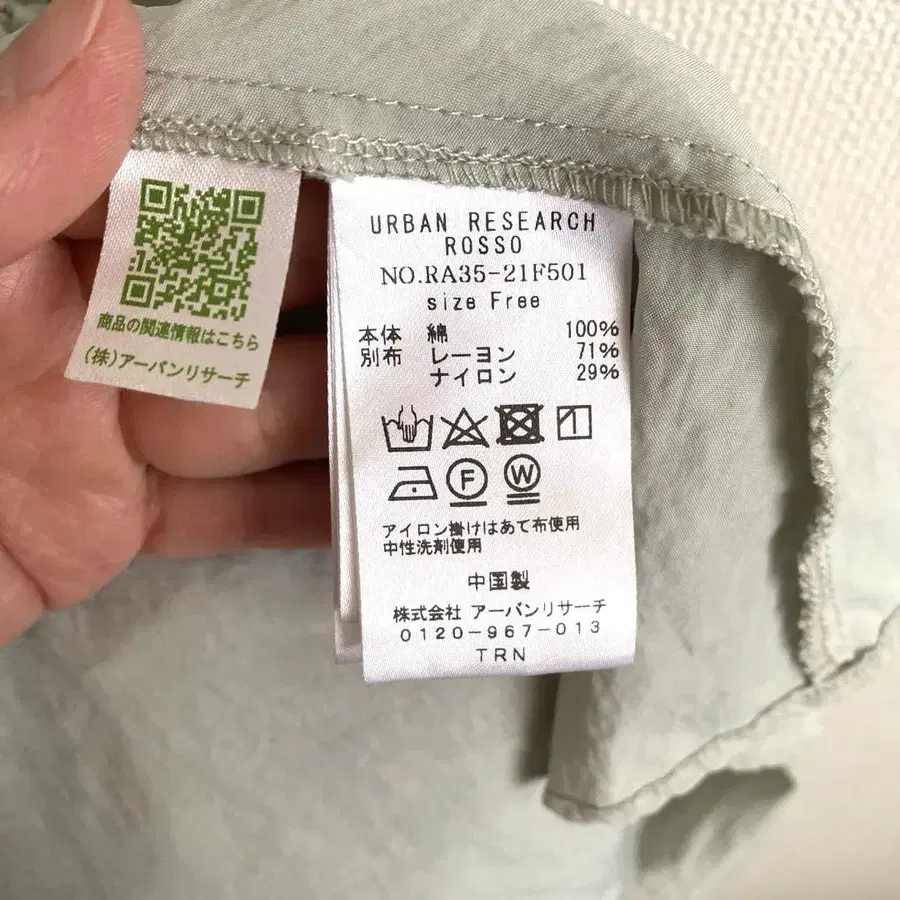 商品の関連情報はこちら
(株)アーバンリサーチ
URBAN RESEARCH
ROSSO
NO.RA35-21F501
size Free
本体 綿 100%
別布 レーヨン 71%
ナイロン 29%
F W
アイロン掛けはあて布使用
中性洗剤使用
中国製
株式会社 アーバンリサーチ
0120-967-013
TRN